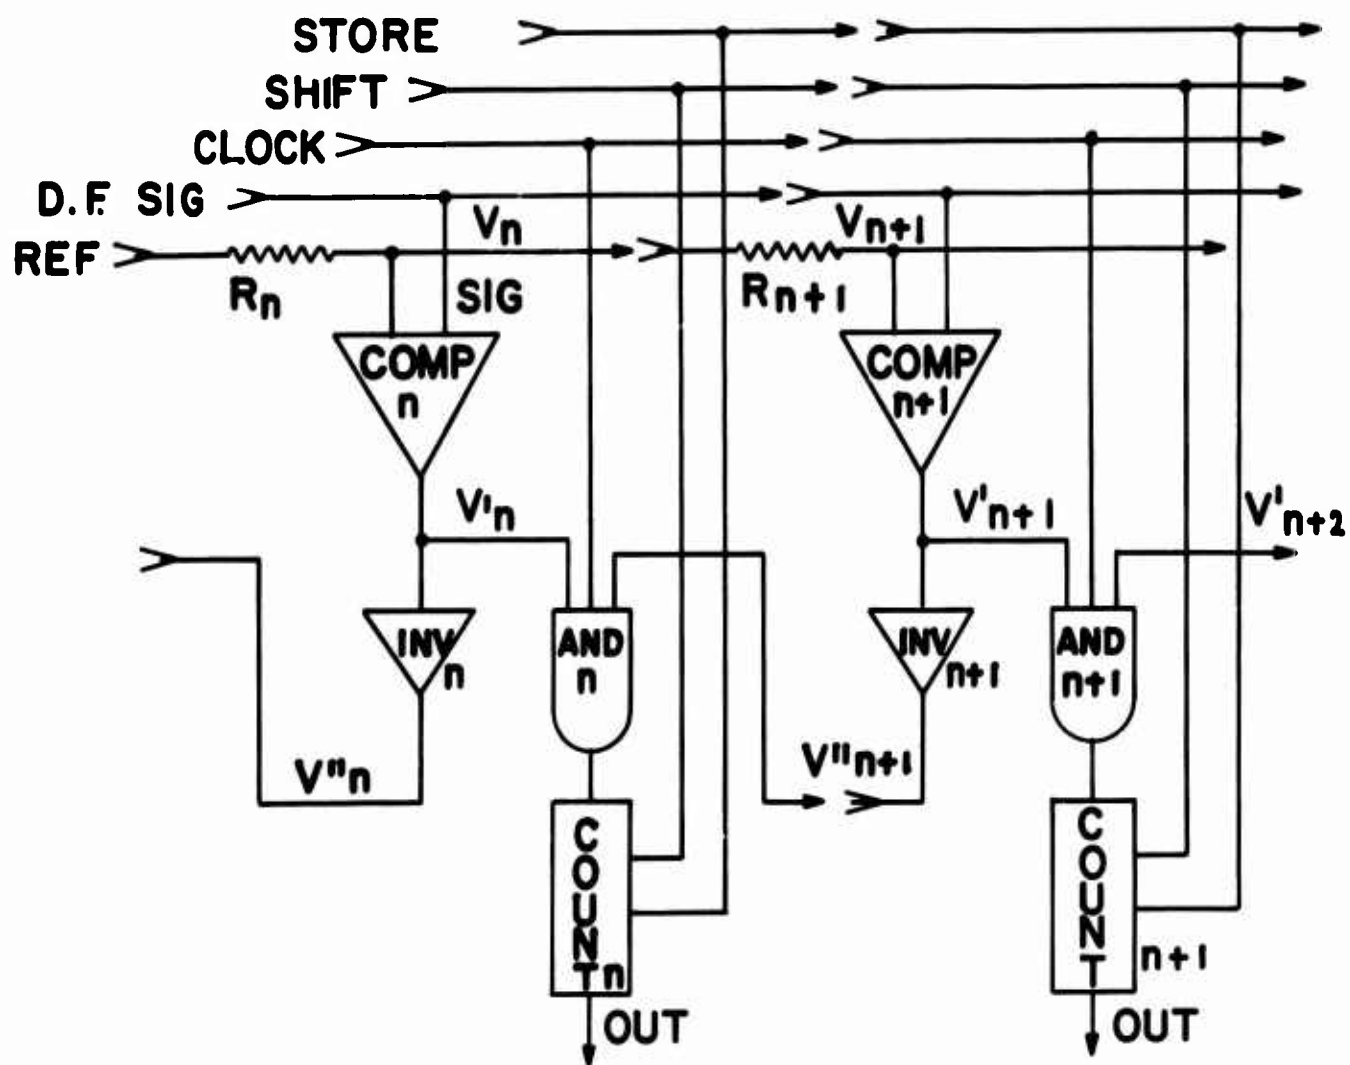 STORE
SHIFT
CLOCK
D.F. SIG
REF
Vn
Vn+1
Rn
SIG
Rn+1
COMP
n
COMP
n+1
V'n
V'n+1
V'n+2
INV
n
AND
n
INV
n+1
AND
n+1
V"n
V"n+1
COUNT
n
COUNT
n+1
OUT
OUT